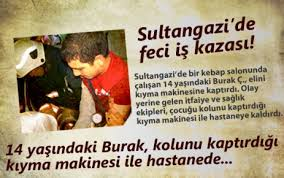 Sultangazi'de
feci iş kazası!
Sultangazi'de bir kebap salonunda
çalışan 14 yaşındaki Burak Ç., elini
kıyma makinesine kaptırdı. Olay
yerine gelen itfaiye ve sağlık
ekipleri, çocuğu kolunu kaptırdığı
kıyma makinesi ile hastaneye kaldırdı.
14 yaşındaki Burak, kolunu kaptırdığı
kıyma makinesi ile hastanede...